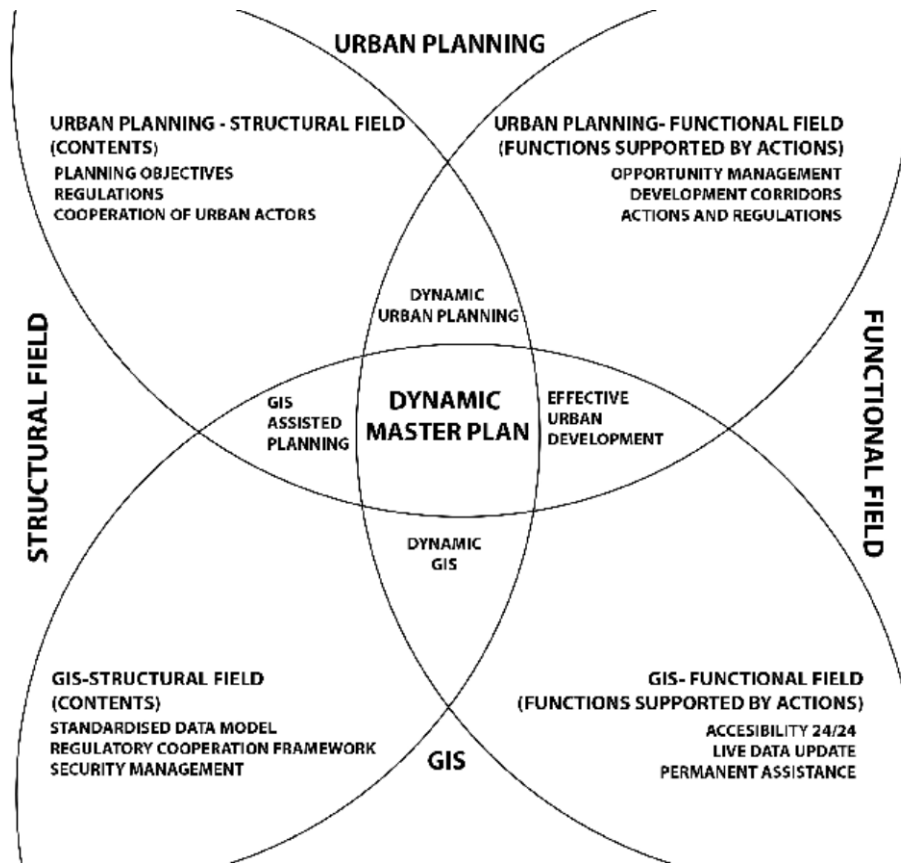 URBAN PLANNING
URBAN PLANNING - STRUCTURAL FIELD
(CONTENTS)
PLANNING OBJECTIVES
REGULATIONS
COOPERATION OF URBAN ACTORS
URBAN PLANNING- FUNCTIONAL FIELD
(FUNCTIONS SUPPORTED BY ACTIONS)
OPPORTUNITY MANAGEMENT
DEVELOPMENT CORRIDORS
ACTIONS AND REGULATIONS
DYNAMIC
URBAN PLANNING
STRUCTURAL FIELD
GIS
ASSISTED
PLANNING
DYNAMIC
MASTER PLAN
EFFECTIVE
URBAN
DEVELOPMENT
FUNCTIONAL FIELD
DYNAMIC
GIS
GIS-STRUCTURAL FIELD
(CONTENTS)
STANDARDISED DATA MODEL
REGULATORY COOPERATION FRAMEWORK
SECURITY MANAGEMENT
GIS
GIS- FUNCTIONAL FIELD
(FUNCTIONS SUPPORTED BY ACTIONS)
ACCESIBILITY 24/24
LIVE DATA UPDATE
PERMANENT ASSISTANCE